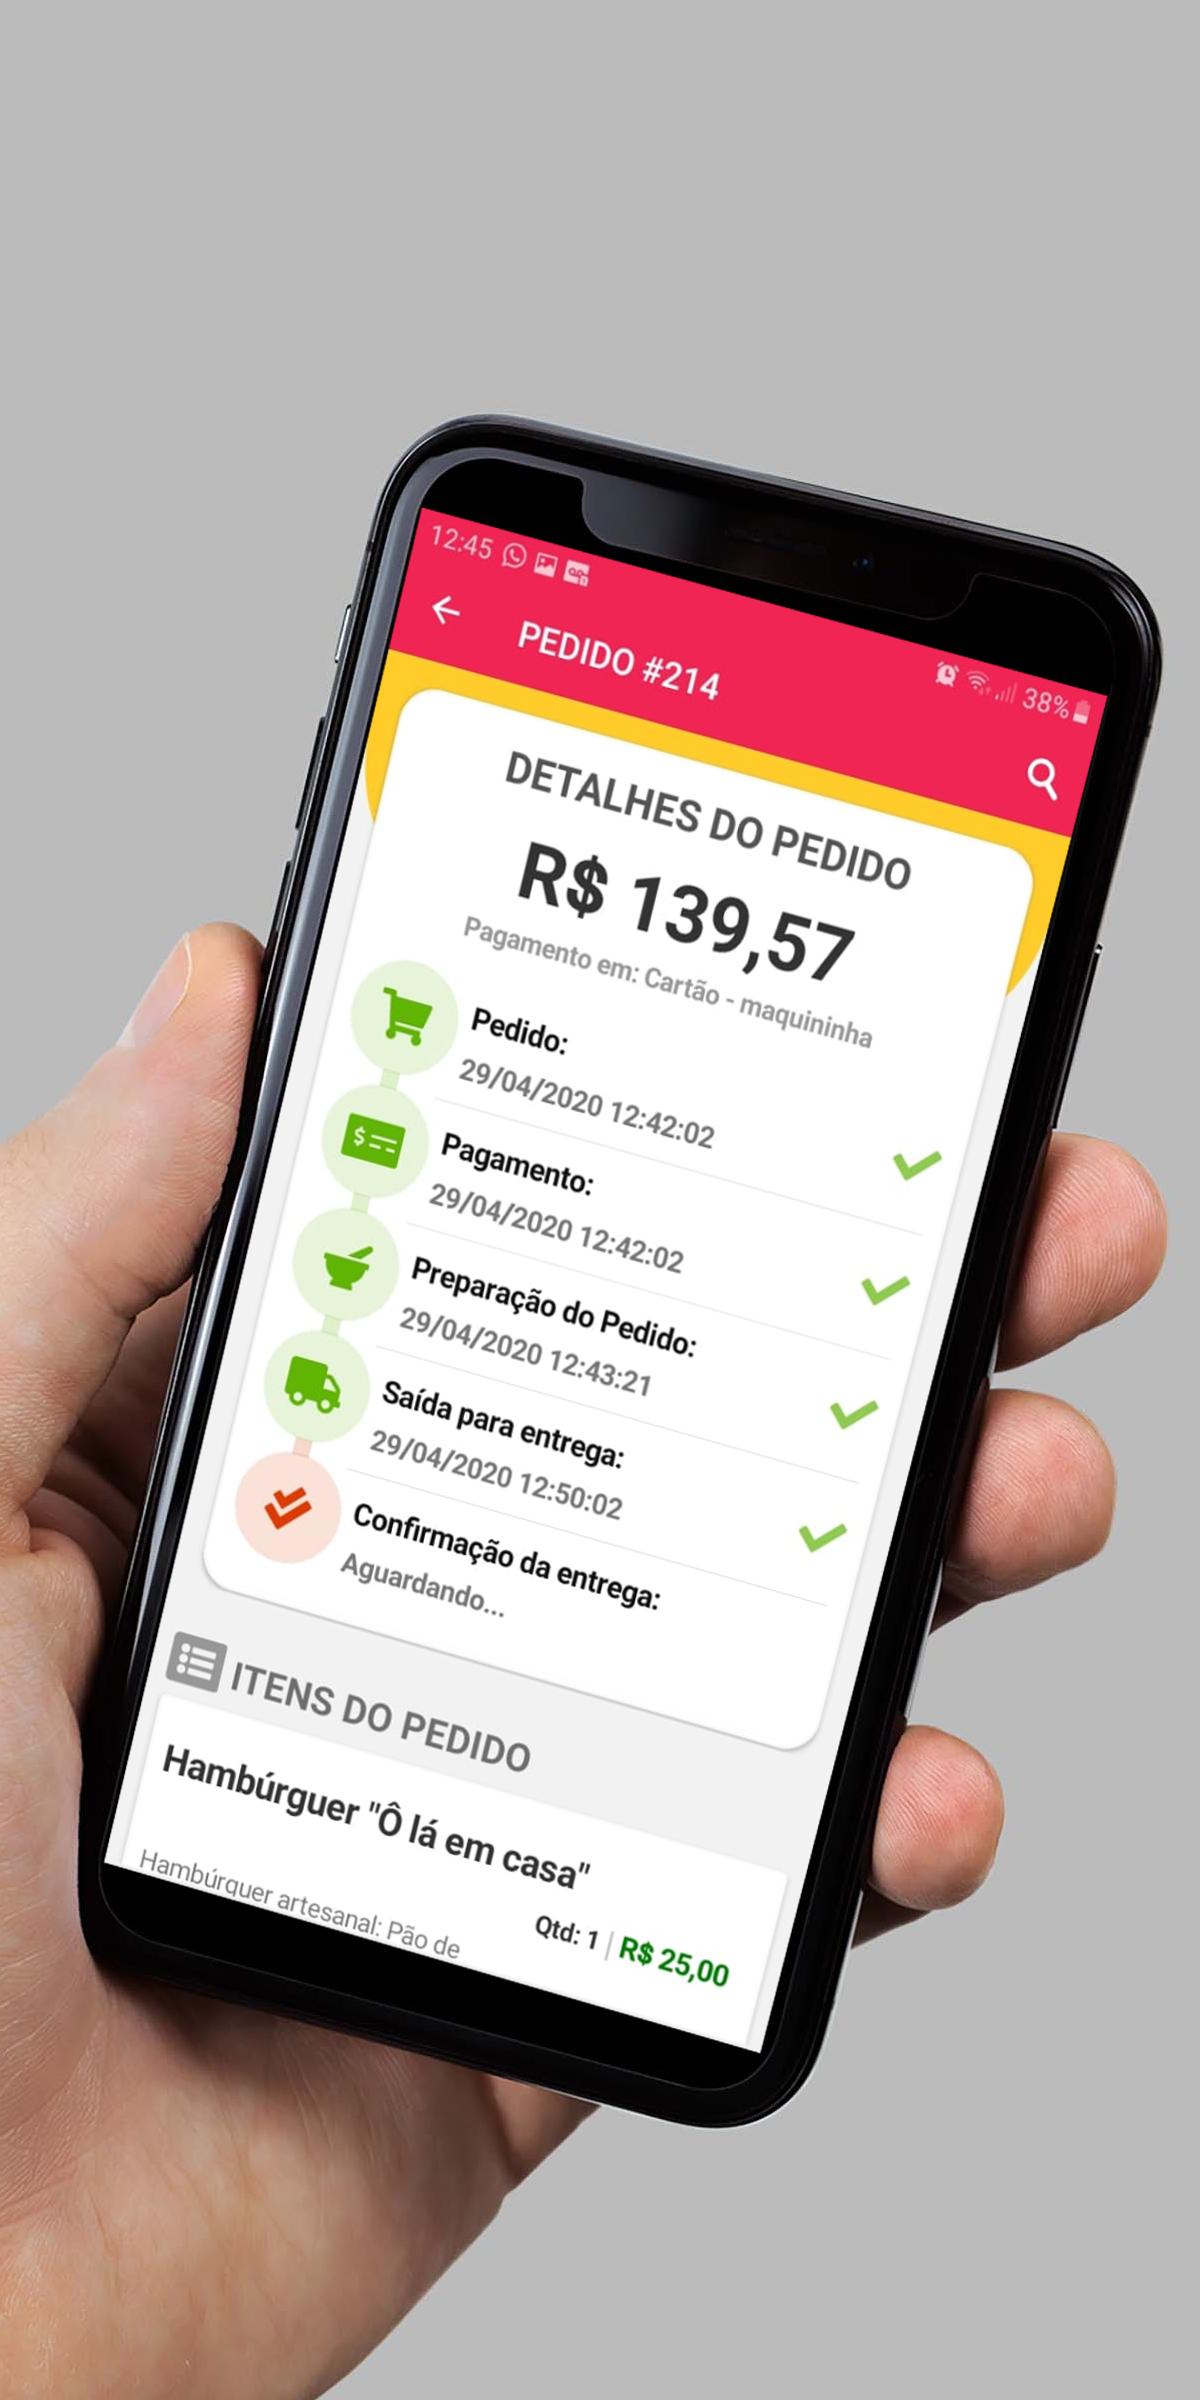 12:45
38%
PEDIDO #214
DETALHES DO PEDIDO
R$ 139,57
Pagamento em: Cartão - maquininha
Pedido:
29/04/2020 12:42:02
Pagamento:
29/04/2020 12:42:02
Preparação do Pedido:
29/04/2020 12:43:21
Saída para entrega:
29/04/2020 12:50:02
Confirmação da entrega:
Aguardando...
ITENS DO PEDIDO
Hambúrguer "Ô lá em casa"
Hambúrguer artesanal: Pão de
Qtd: 1 | R$ 25,00